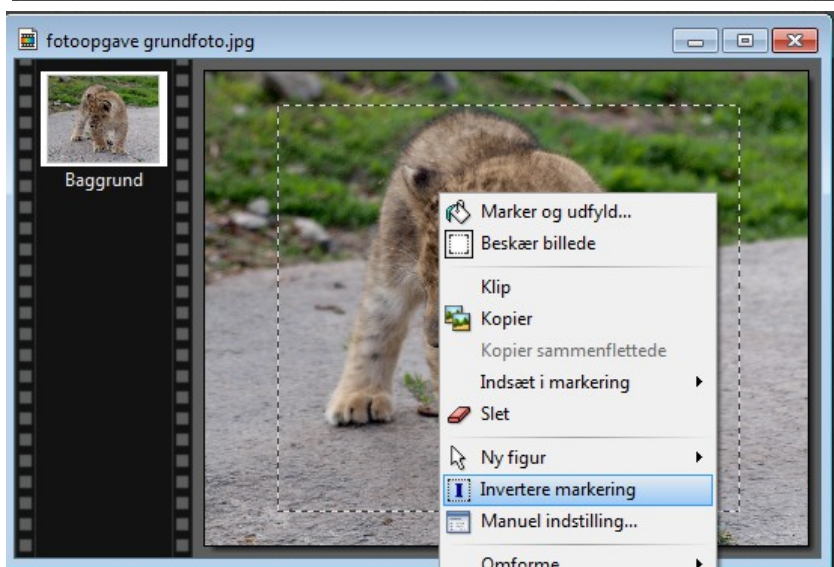 fotoopgave grundfoto.jpg
Baggrund
Marker og udfyld...
Beskær billede
Klip
Kopier
Kopier sammenflettede
Indsæt i markering
Slet
Ny figur
Invertere markering
Manuel indstilling...
Omforme